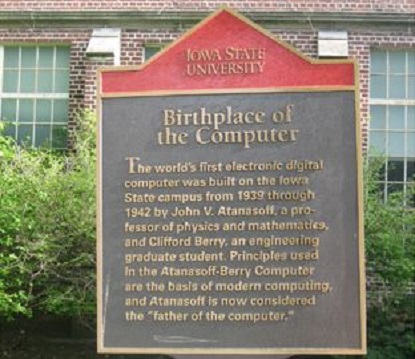 IOWA STATE
UNIVERSITY
Birthplace of
the Computer
The world's first electronic digital
computer was built on the Iowa
State campus from 1939 through
1942 by John V. Atanasoff, a pro-
fessor of physics and mathematics,
and Clifford Berry, an engineering
graduate student. Principles used
in the Atanasoff-Berry Computer
are the basis of modern computing,
and Atanasoff is now considered
the "father of the computer."